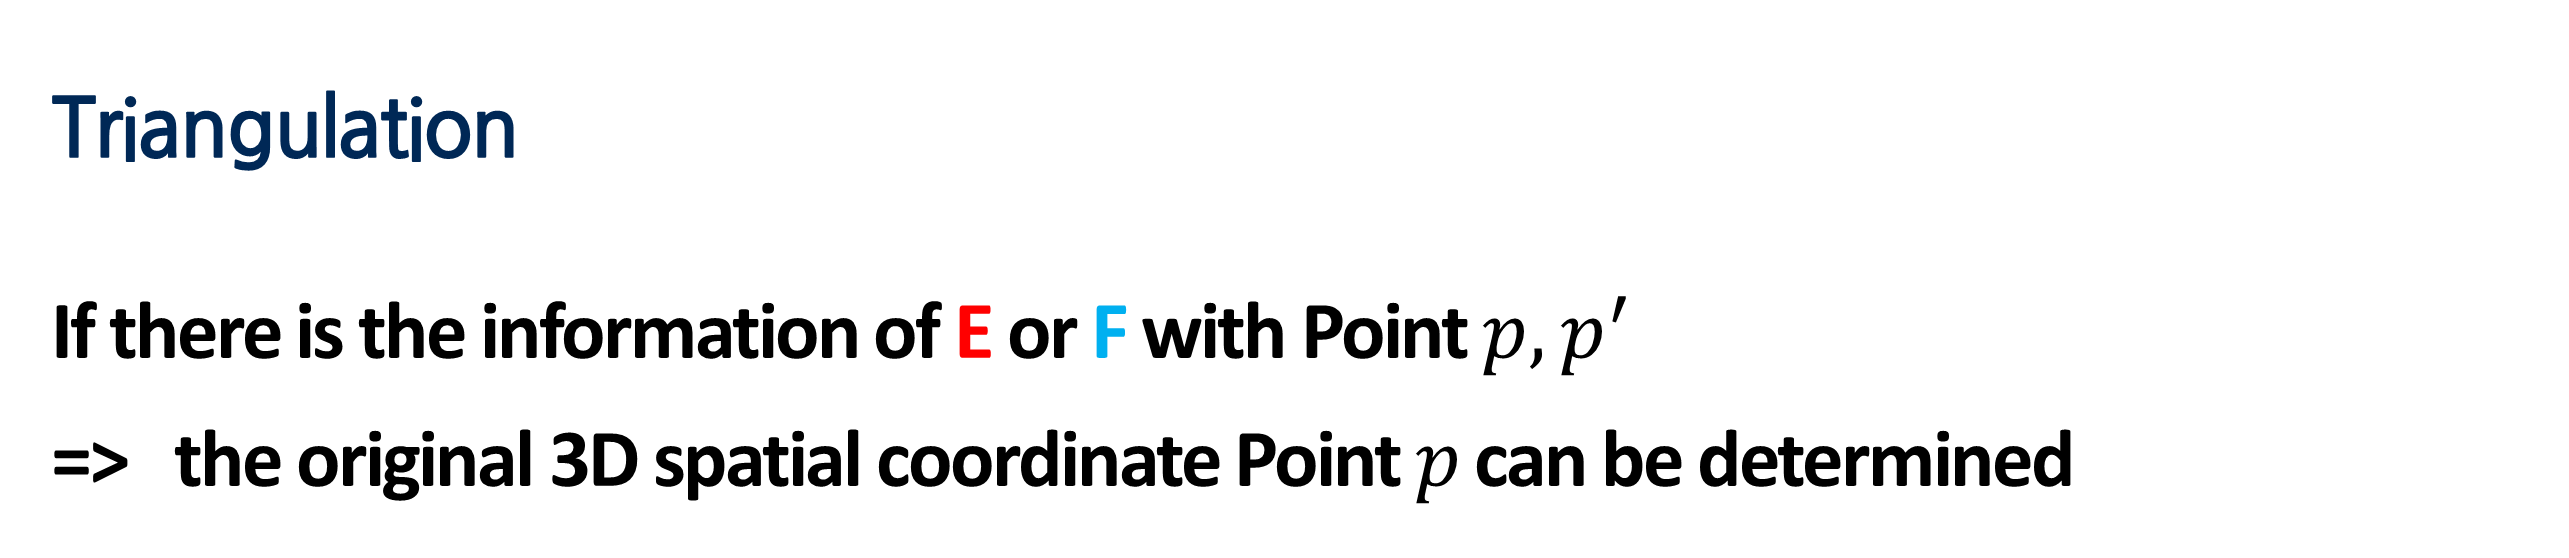 Triangulation
If there is the information of E or F with Point p, p′
=> the original 3D spatial coordinate Point p can be determined